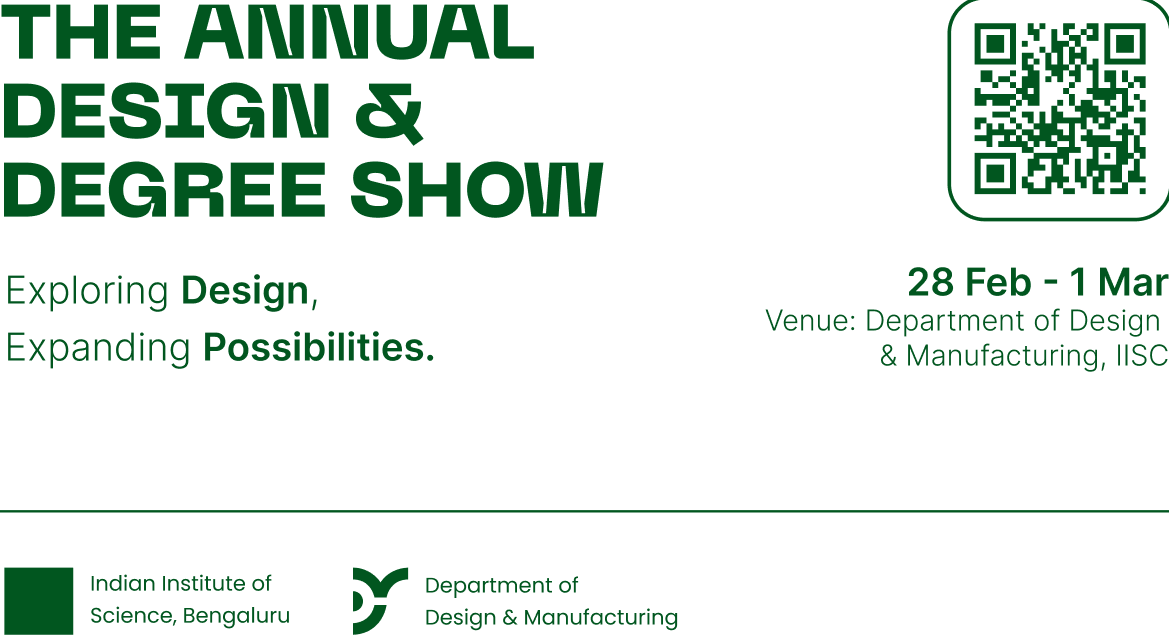 THE ANNUAL
DESIGN &
DEGREE SHOW
Exploring Design,
Expanding Possibilities.
28 Feb - 1 Mar
Venue: Department of Design
& Manufacturing, IISC
Indian Institute of
Science, Bengaluru
Department of
Design & Manufacturing